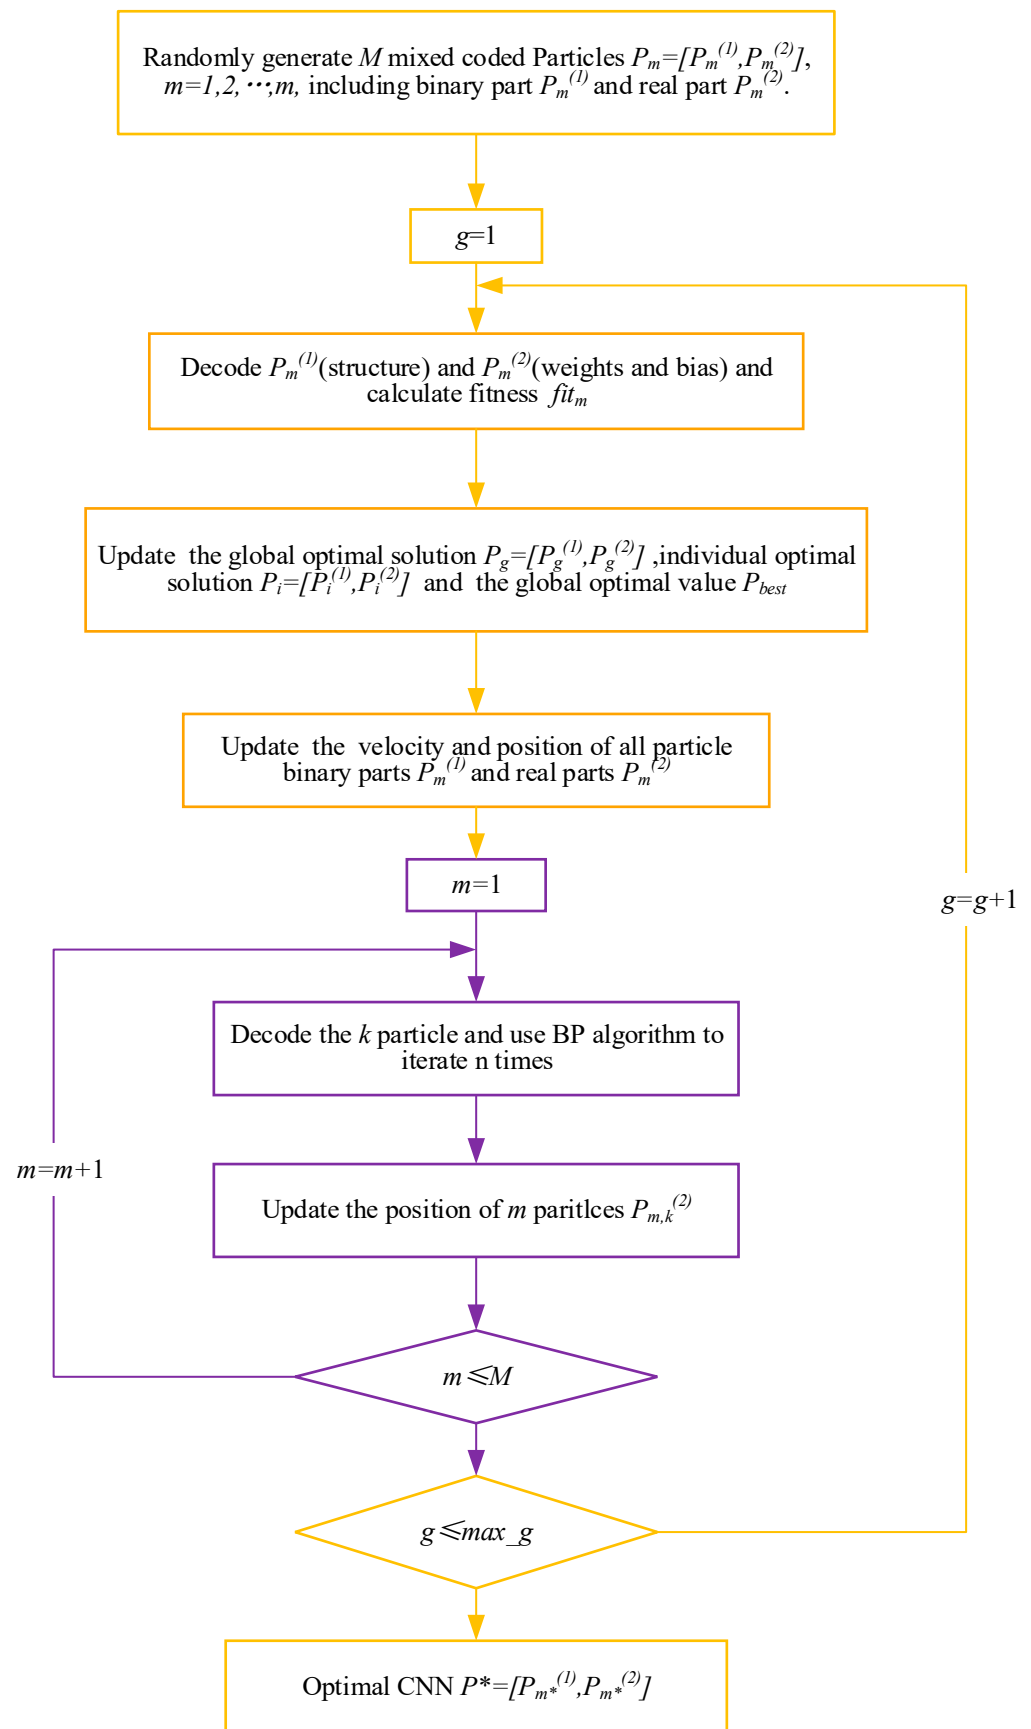 Randomly generate M mixed coded Particles Pm=[Pm(1),Pm(2)],
m=1,2,⋯,m, including binary part Pm(1) and real part Pm(2).
g=1
Decode Pm(1)(structure) and Pm(2)(weights and bias) and
calculate fitness fitm
Update the global optimal solution Pg=[Pg(1),Pg(2)] ,individual optimal
solution Pi=[Pi(1),Pi(2)] and the global optimal value Pbest
Update the velocity and position of all particle
binary parts Pm(1) and real parts Pm(2)
m=1
g=g+1
Decode the k particle and use BP algorithm to
iterate n times
m=m+1
Update the position of m paritlces Pm,k(2)
m≤M
g≤max_g
Optimal CNN P*=[Pm*(1),Pm*(2)]